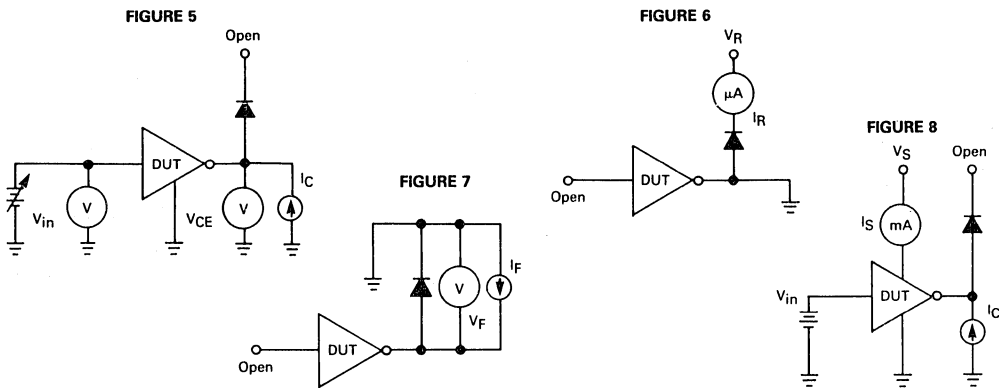 FIGURE 5
Open
DUT
V
V
Vin
VCE
IC
FIGURE 6
VR
μA
IR
DUT
Open
FIGURE 7
IF
V
VF
DUT
Open
FIGURE 8
VS
Open
IS
mA
Vin
DUT
IC